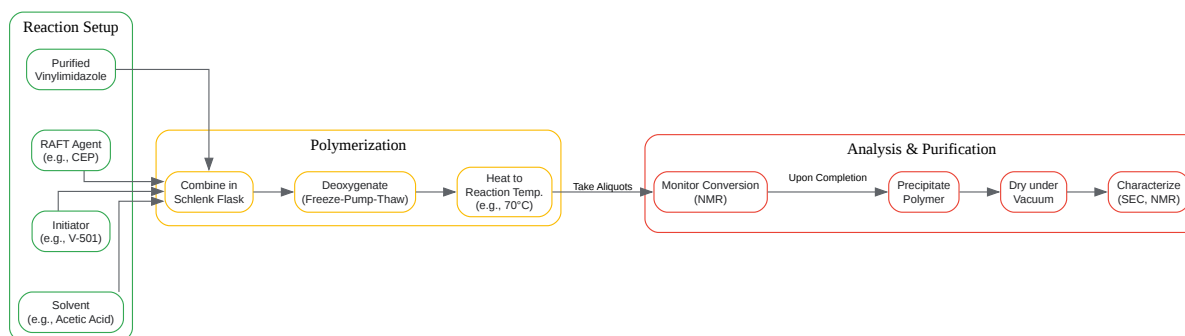 Reaction Setup
Purified
Vinylimidazole
RAFT Agent
(e.g., CEP)
Initiator
(e.g., V-501)
Solvent
(e.g., Acetic Acid)
Polymerization
Combine in
Schlenk Flask
Deoxygenate
(Freeze-Pump-Thaw)
Heat to
Reaction Temp.
(e.g., 70°C)
Take Aliquots
Analysis & Purification
Monitor Conversion
(NMR)
Upon Completion
Precipitate
Polymer
Dry under
Vacuum
Characterize
(SEC, NMR)